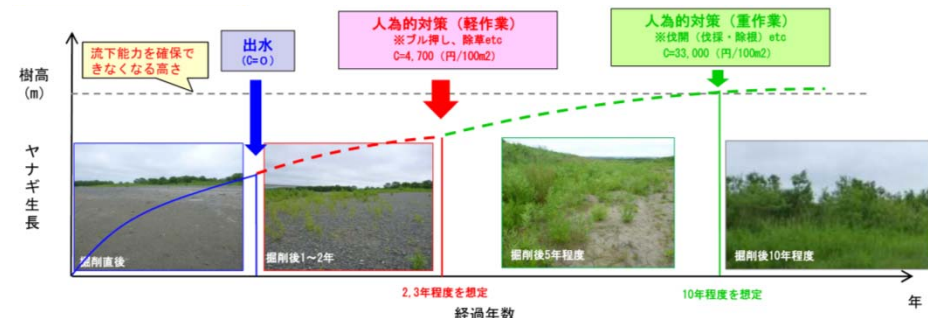 人為的対策（軽作業）
※ブル押し、除草etc
C=4,700（円/100m2）
人為的対策（重作業）
※伐開（伐採・除根）etc
C=33,000（円/100m2）
出水
（C=0）
流下能力を確保で
きなくなる高さ
樹高
(m)
ヤナギ生長
掘削直後
掘削後1～2年
掘削後5年程度
掘削後10年程度
2,3年程度を想定
10年程度を想定
経過年数
年